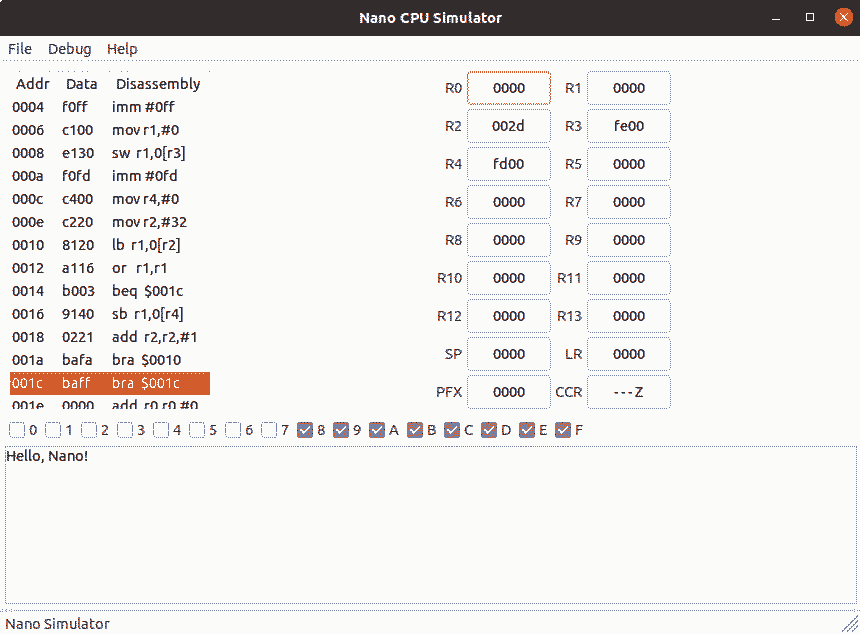 Nano CPU Simulator
File Debug Help
Addr Data Disassembly
0004 f0ff imm #0ff
0006 c100 mov r1,#0
0008 e130 sw r1,0[r3]
000a f0fd imm #0fd
000c c400 mov r4,#0
000e c220 mov r2,#32
0010 8120 lb r1,0[r2]
0012 a116 or r1,r1
0014 b003 beq $001c
0016 9140 sb r1,0[r4]
0018 0221 add r2,r2,#1
001a bafa bra $0010
001c baff bra $001c
001e 0000 add r0,r0,#0
R0 0000 R1 0000
R2 002d R3 fe00
R4 fd00 R5 0000
R6 0000 R7 0000
R8 0000 R9 0000
R10 0000 R11 0000
R12 0000 R13 0000
SP 0000 LR 0000
PFX 0000 CCR ---Z
0 1 2 3 4 5 6 7 8 9 A B C D E F
Hello, Nano!
Nano Simulator